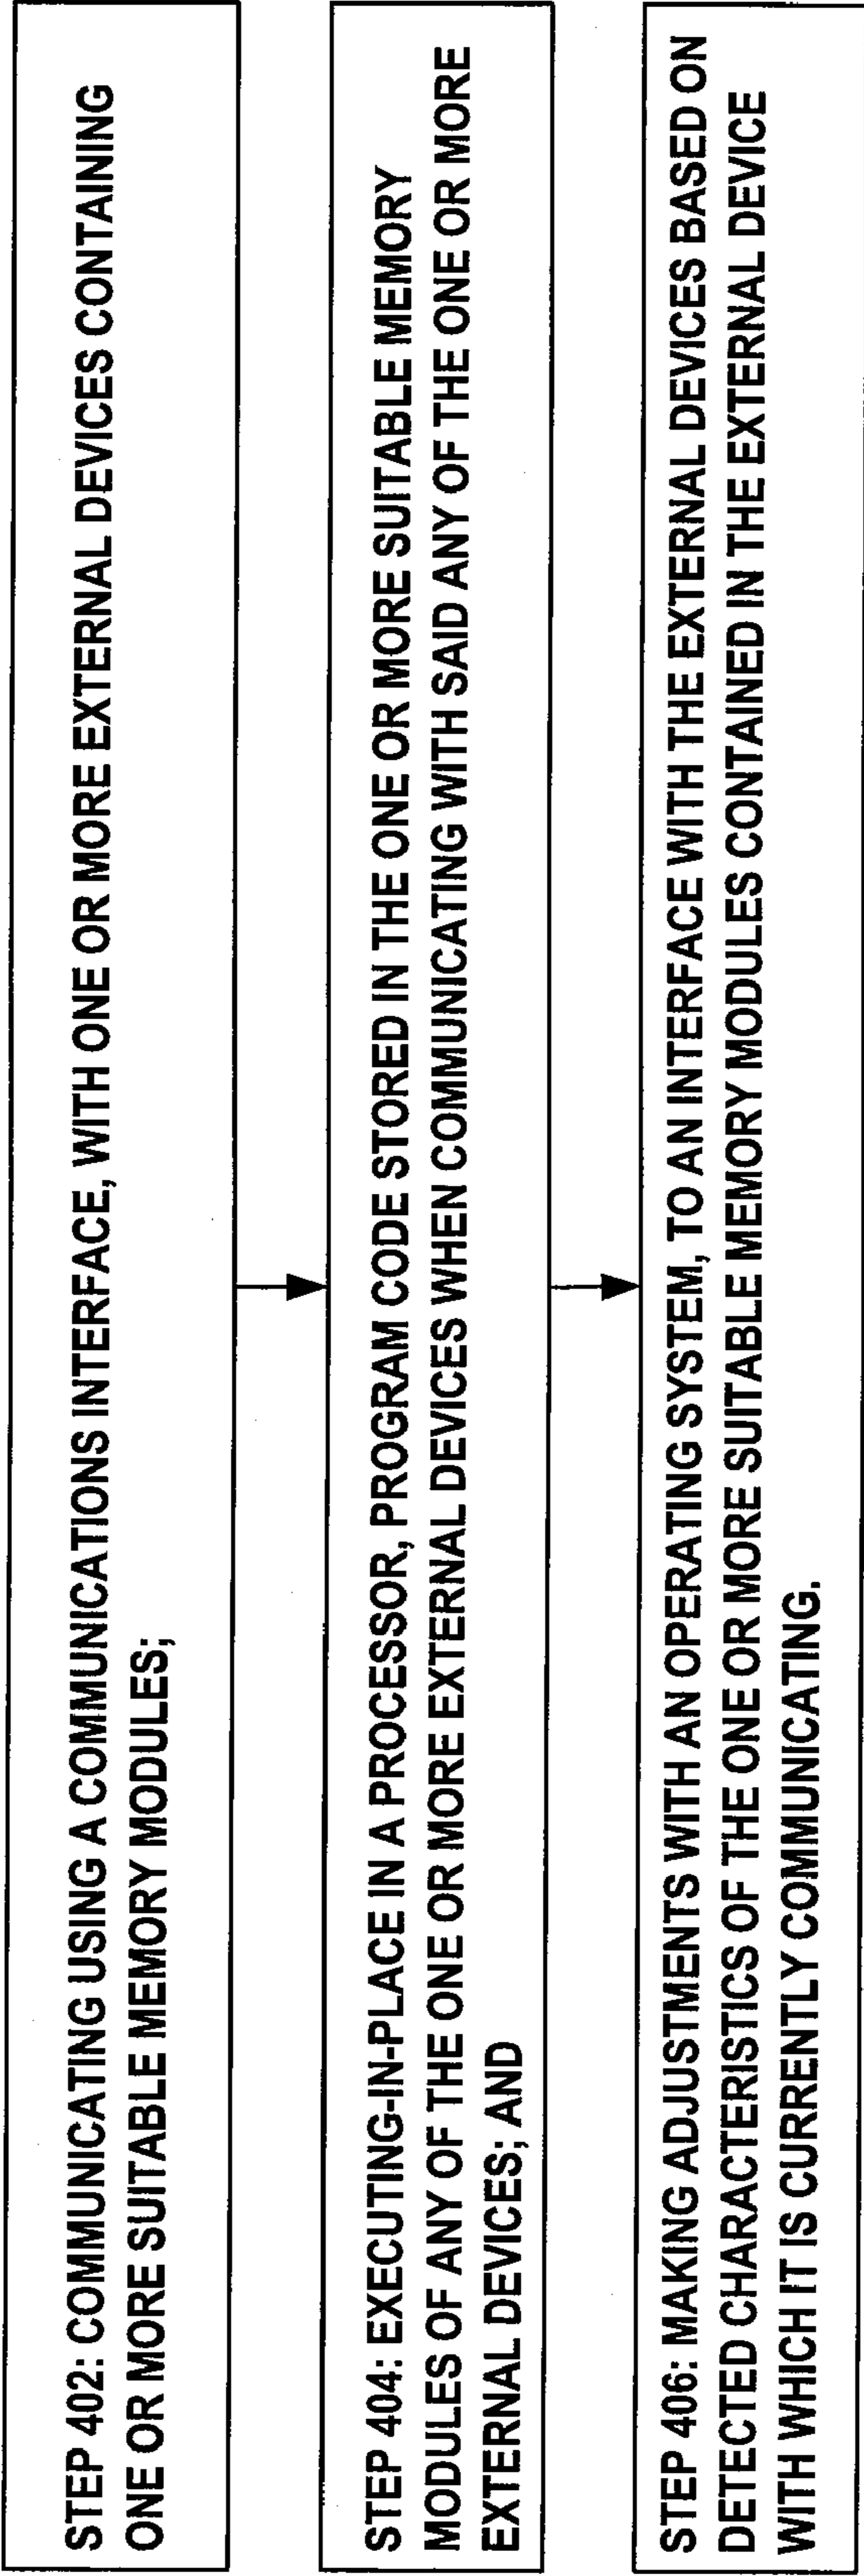 STEP 402: COMMUNICATING USING A COMMUNICATIONS INTERFACE, WITH ONE OR MORE EXTERNAL DEVICES CONTAINING
ONE OR MORE SUITABLE MEMORY MODULES;
STEP 404: EXECUTING-IN-PLACE IN A PROCESSOR, PROGRAM CODE STORED IN THE ONE OR MORE SUITABLE MEMORY
MODULES OF ANY OF THE ONE OR MORE EXTERNAL DEVICES WHEN COMMUNICATING WITH SAID ANY OF THE ONE OR MORE
EXTERNAL DEVICES; AND
STEP 406: MAKING ADJUSTMENTS WITH AN OPERATING SYSTEM, TO AN INTERFACE WITH THE EXTERNAL DEVICES BASED ON
DETECTED CHARACTERISTICS OF THE ONE OR MORE SUITABLE MEMORY MODULES CONTAINED IN THE EXTERNAL DEVICE
WITH WHICH IT IS CURRENTLY COMMUNICATING.